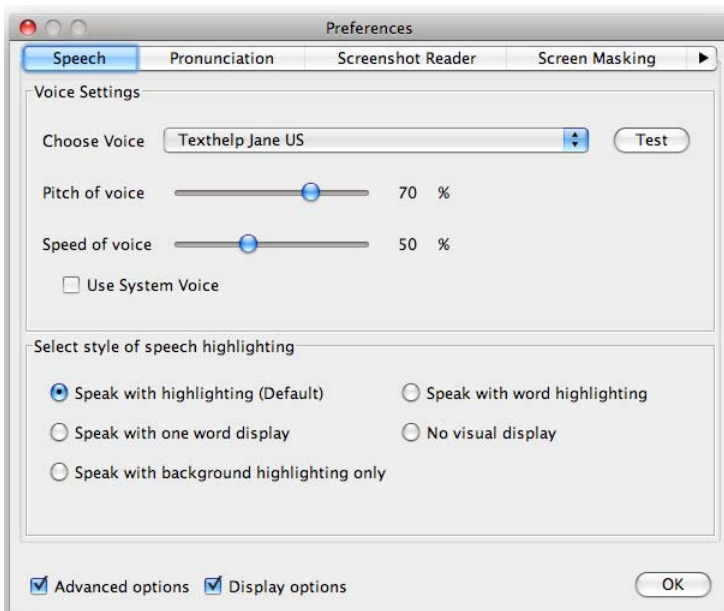 Preferences
Speech Pronunciation Screenshot Reader Screen Masking
Voice Settings
Choose Voice Texthelp Jane US Test
Pitch of voice 70 %
Speed of voice 50 %
Use System Voice
Select style of speech highlighting
Speak with highlighting (Default) Speak with word highlighting
Speak with one word display No visual display
Speak with background highlighting only
Advanced options Display options OK